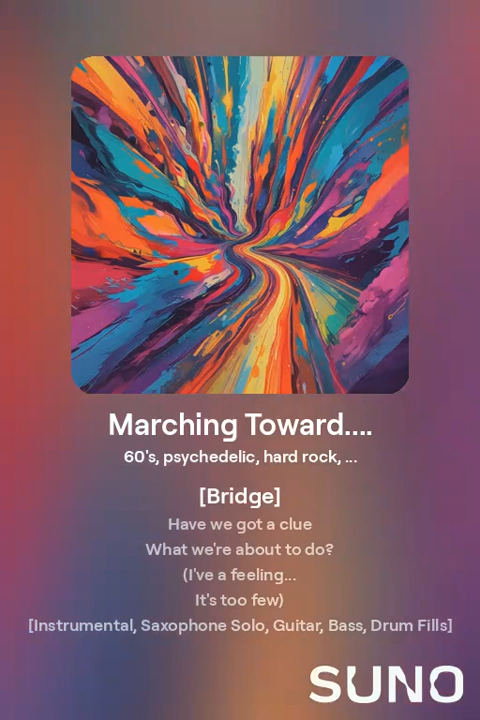 Marching Toward....
60's, psychedelic, hard rock, ...
[Bridge]
Have we got a clue
What we're about to do?
(I've a feeling...
It's too few)
[Instrumental, Saxophone Solo, Guitar, Bass, Drum Fills]
SUNO